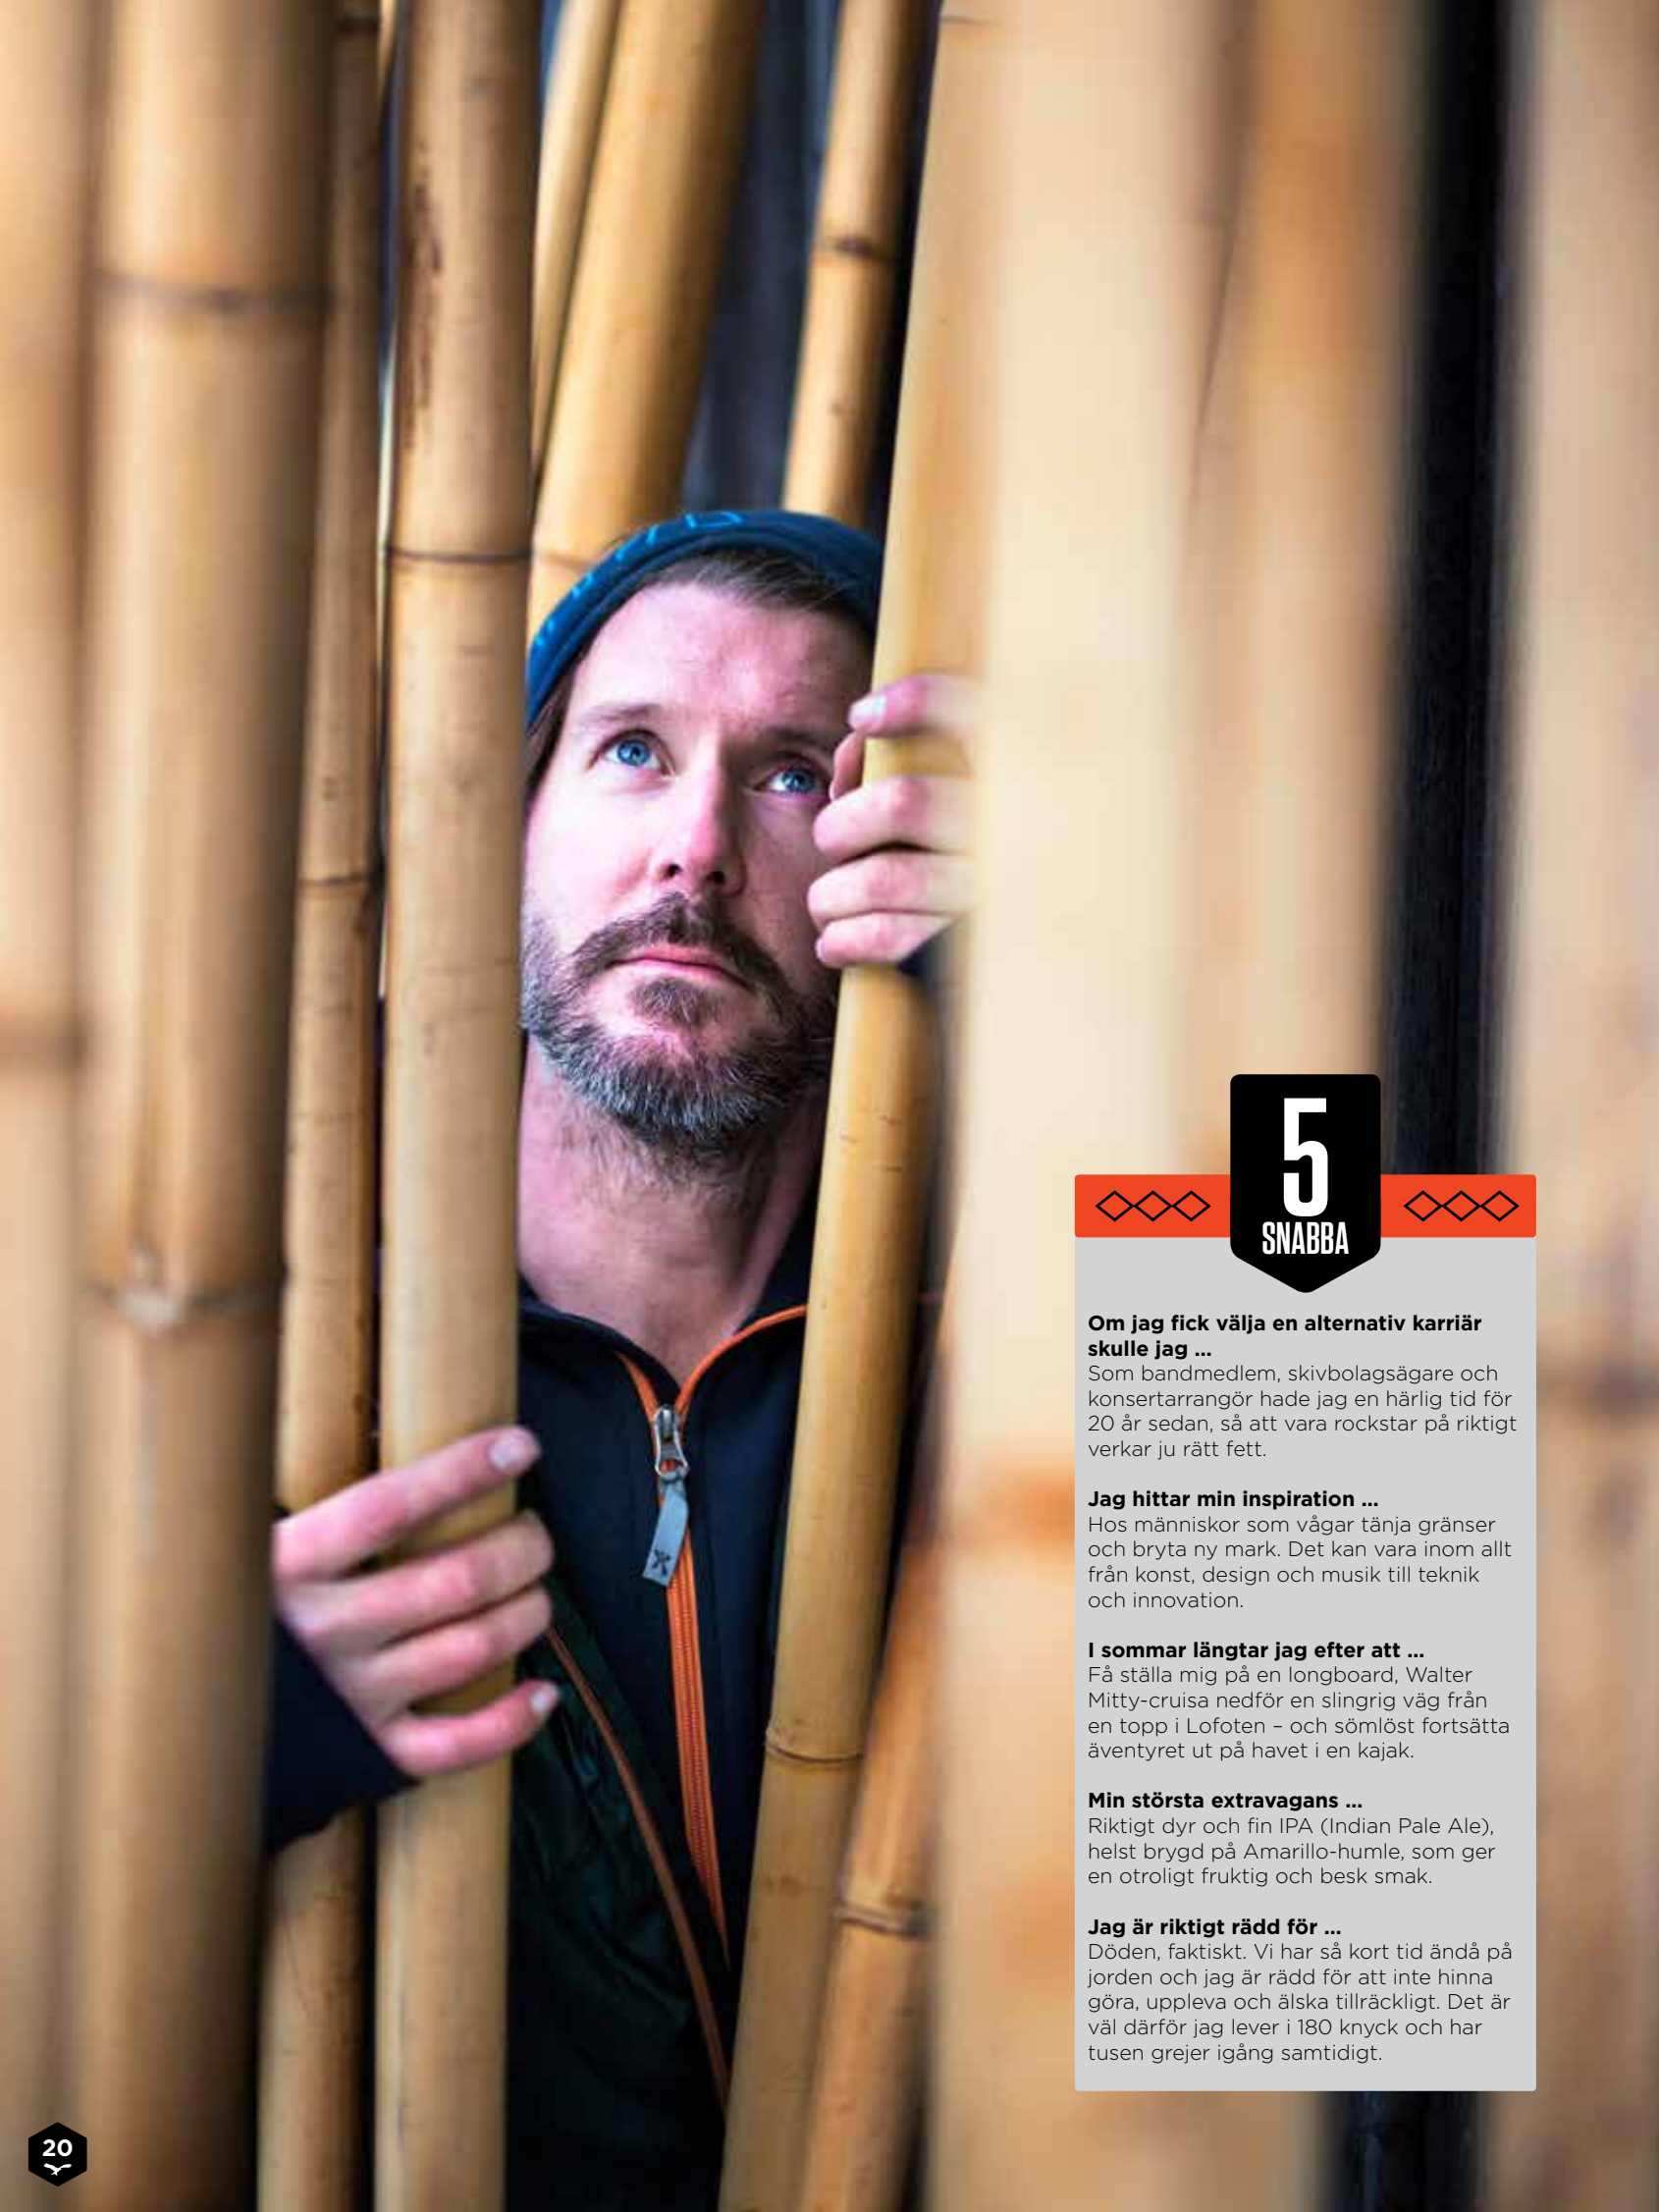 5
SNABBA
Om jag fick välja en alternativ karriär
skulle jag ...
Som bandmedlem, skivbolagsägare och
konsertarrangör hade jag en härlig tid för
20 år sedan, så att vara rockstar på riktigt
verkar ju rätt fett.
Jag hittar min inspiration ...
Hos människor som vågar tänja gränser
och bryta ny mark. Det kan vara inom allt
från konst, design och musik till teknik
och innovation.
I sommar längtar jag efter att ...
Få ställa mig på en longboard, Walter
Mitty-cruisa nedför en slingrig väg från
en topp i Lofoten – och sömlöst fortsätta
äventyret ut på havet i en kajak.
Min största extravagans ...
Riktigt dyr och fin IPA (Indian Pale Ale),
helst brygd på Amarillo-humle, som ger
en otroligt fruktig och besk smak.
Jag är riktigt rädd för ...
Döden, faktiskt. Vi har så kort tid ändå på
jorden och jag är rädd för att inte hinna
göra, uppleva och älska tillräckligt. Det är
väl därför jag lever i 180 knyck och har
tusen grejer igång samtidigt.
20